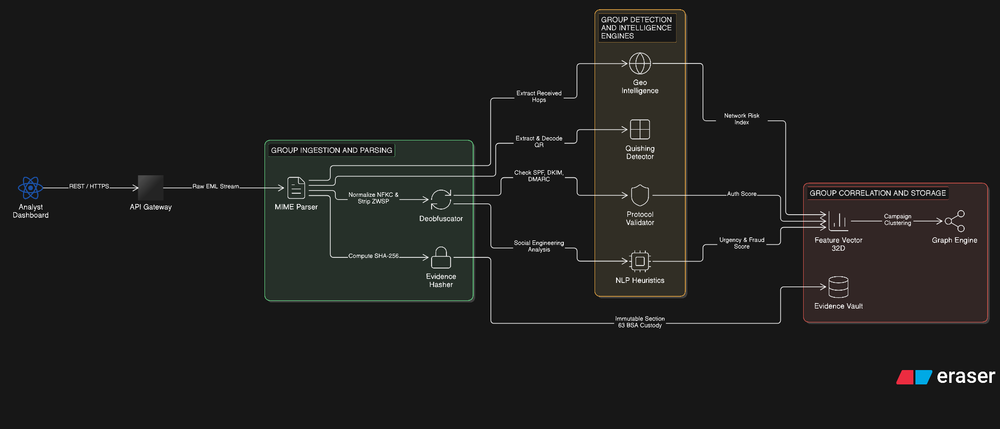 GROUP DETECTION
AND INTELLIGENCE
ENGINES
Geo
Intelligence
Extract Received
Hops
Network Risk
Index
Extract & Decode
QR
Quishing
Detector
GROUP INGESTION AND PARSING
Check SPF, DKIM,
DMARC
REST / HTTPS
Raw EML Stream
Analyst
Dashboard
API Gateway
MIME Parser
Normalize NFKC &
Strip ZWSP
Deobfuscator
Protocol
Validator
Auth Score
GROUP CORRELATION AND STORAGE
Campaign
Clustering
Feature Vector
32D
Graph Engine
Social Engineering
Analysis
Urgency & Fraud
Score
Compute SHA-256
Evidence
Hasher
NLP Heuristics
Evidence Vault
Immutable Section
63 BSA Custody
eraser